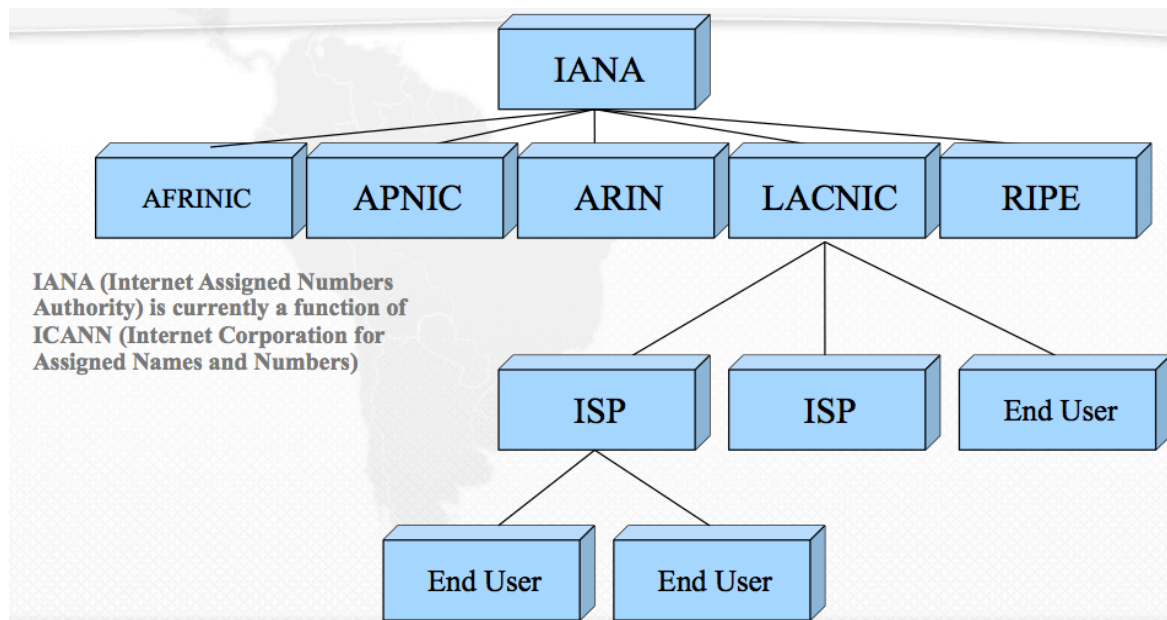 IANA
AFRINIC
APNIC
ARIN
LACNIC
RIPE
IANA (Internet Assigned Numbers
Authority) is currently a function of
ICANN (Internet Corporation for
Assigned Names and Numbers)
ISP
ISP
End User
End User
End User